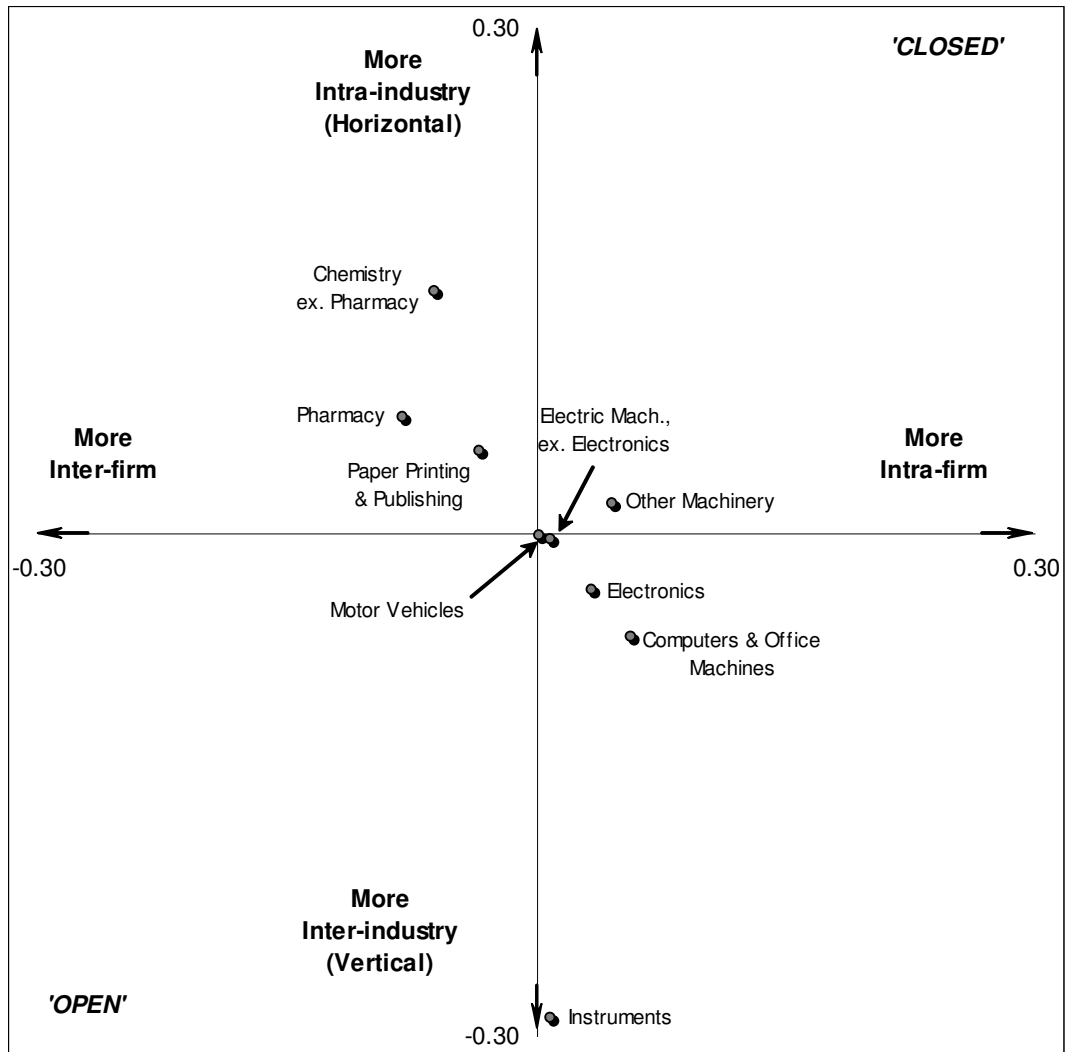 0.30
'CLOSED'
More
Intra-industry
(Horizontal)
Chemistry
ex. Pharmacy
Pharmacy
Electric Mach.,
ex. Electronics
More
Inter-firm
More
Intra-firm
Paper Printing
& Publishing
Other Machinery
-0.30
0.30
Motor Vehicles
Electronics
Computers & Office
Machines
More
Inter-industry
(Vertical)
'OPEN'
Instruments
-0.30